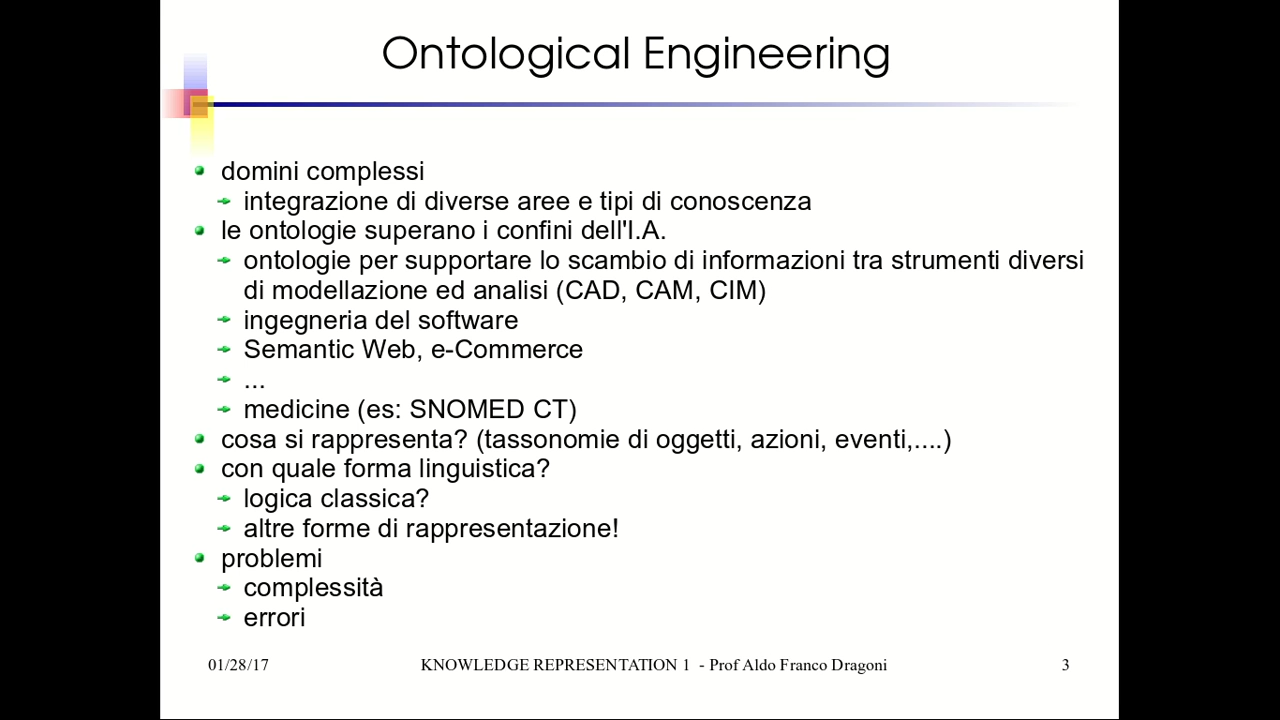 Ontological Engineering
domini complessi
integrazione di diverse aree e tipi di conoscenza
le ontologie superano i confini dell'I.A.
ontologie per supportare lo scambio di informazioni tra strumenti diversi
di modellazione ed analisi (CAD, CAM, CIM)
ingegneria del software
Semantic Web, e-Commerce
...
medicine (es: SNOMED CT)
cosa si rappresenta? (tassonomie di oggetti, azioni, eventi,....)
con quale forma linguistica?
logica classica?
altre forme di rappresentazione!
problemi
complessità
errori
01/28/17 KNOWLEDGE REPRESENTATION 1 - Prof Aldo Franco Dragoni 3